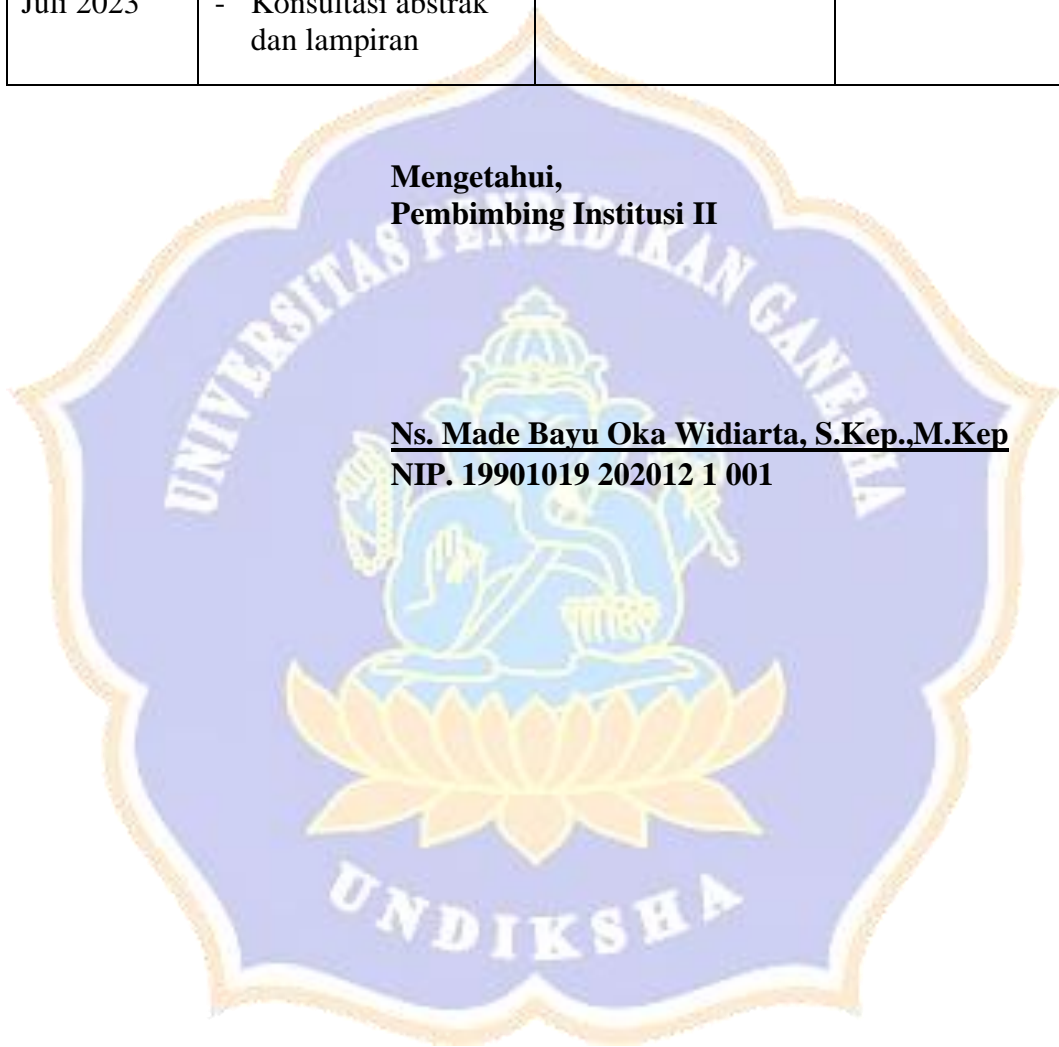 2023
- Konsultasi abstrak
dan lampiran
Mengetahui,
Pembimbing Institusi II
UNIVERSITAS PENDIDIKAN GANESHA
Ns. Made Bayu Oka Widiarta, S.Kep.,M.Kep
NIP. 19901019 202012 1 001
UNDIKSHA